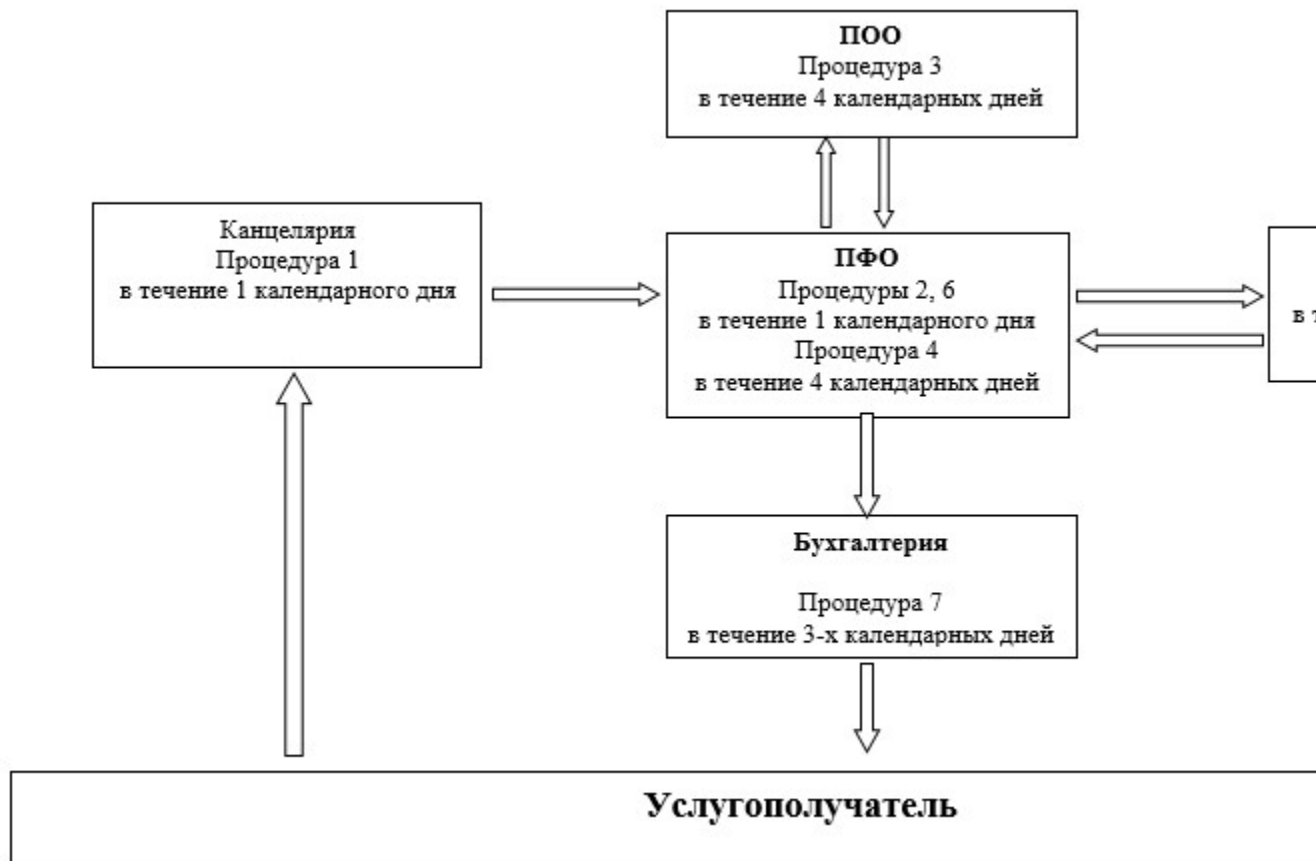 ПОО
Процедура 3
в течение 4 календарных дней
Канцелярия
Процедура 1
в течение 1 календарного дня
ПФО
Процедуры 2, 6
в течение 1 календарного дня
Процедура 4
в течение 4 календарных дней
в т
Бухгалтерия
Процедура 7
в течение 3-х календарных дней
Услугополучатель